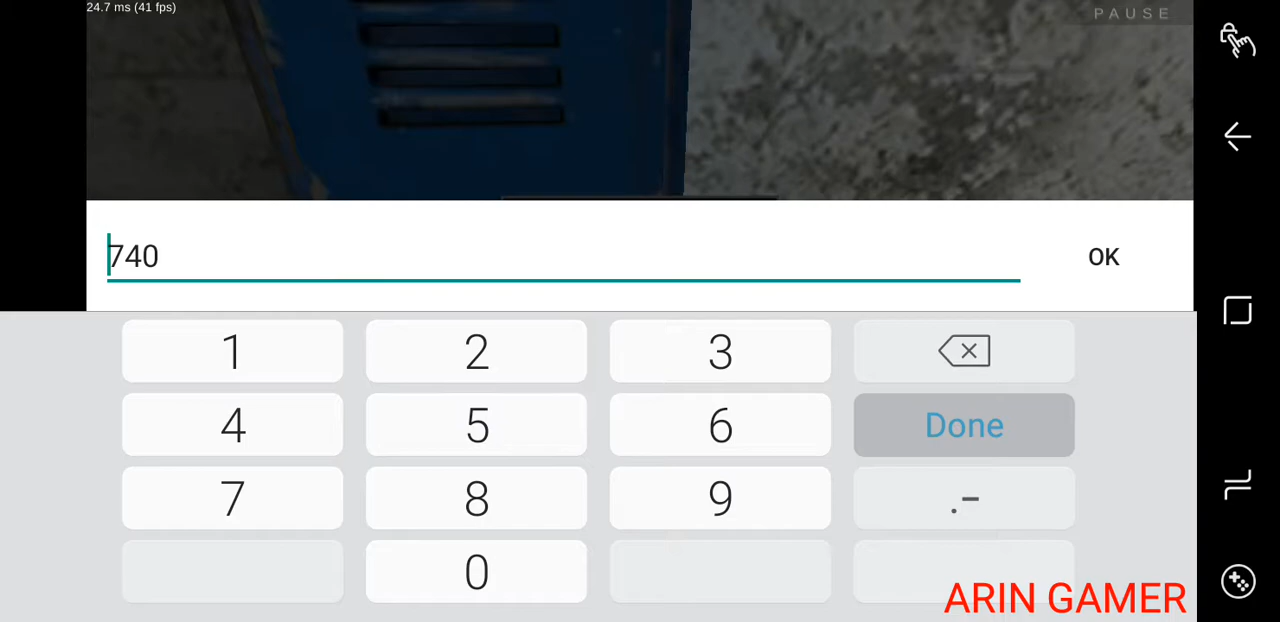 24.7 ms (41 fps)
PAUSE
740
OK
1 2 3
4 5 6 Done
7 8 9 .-
0
ARIN GAMER